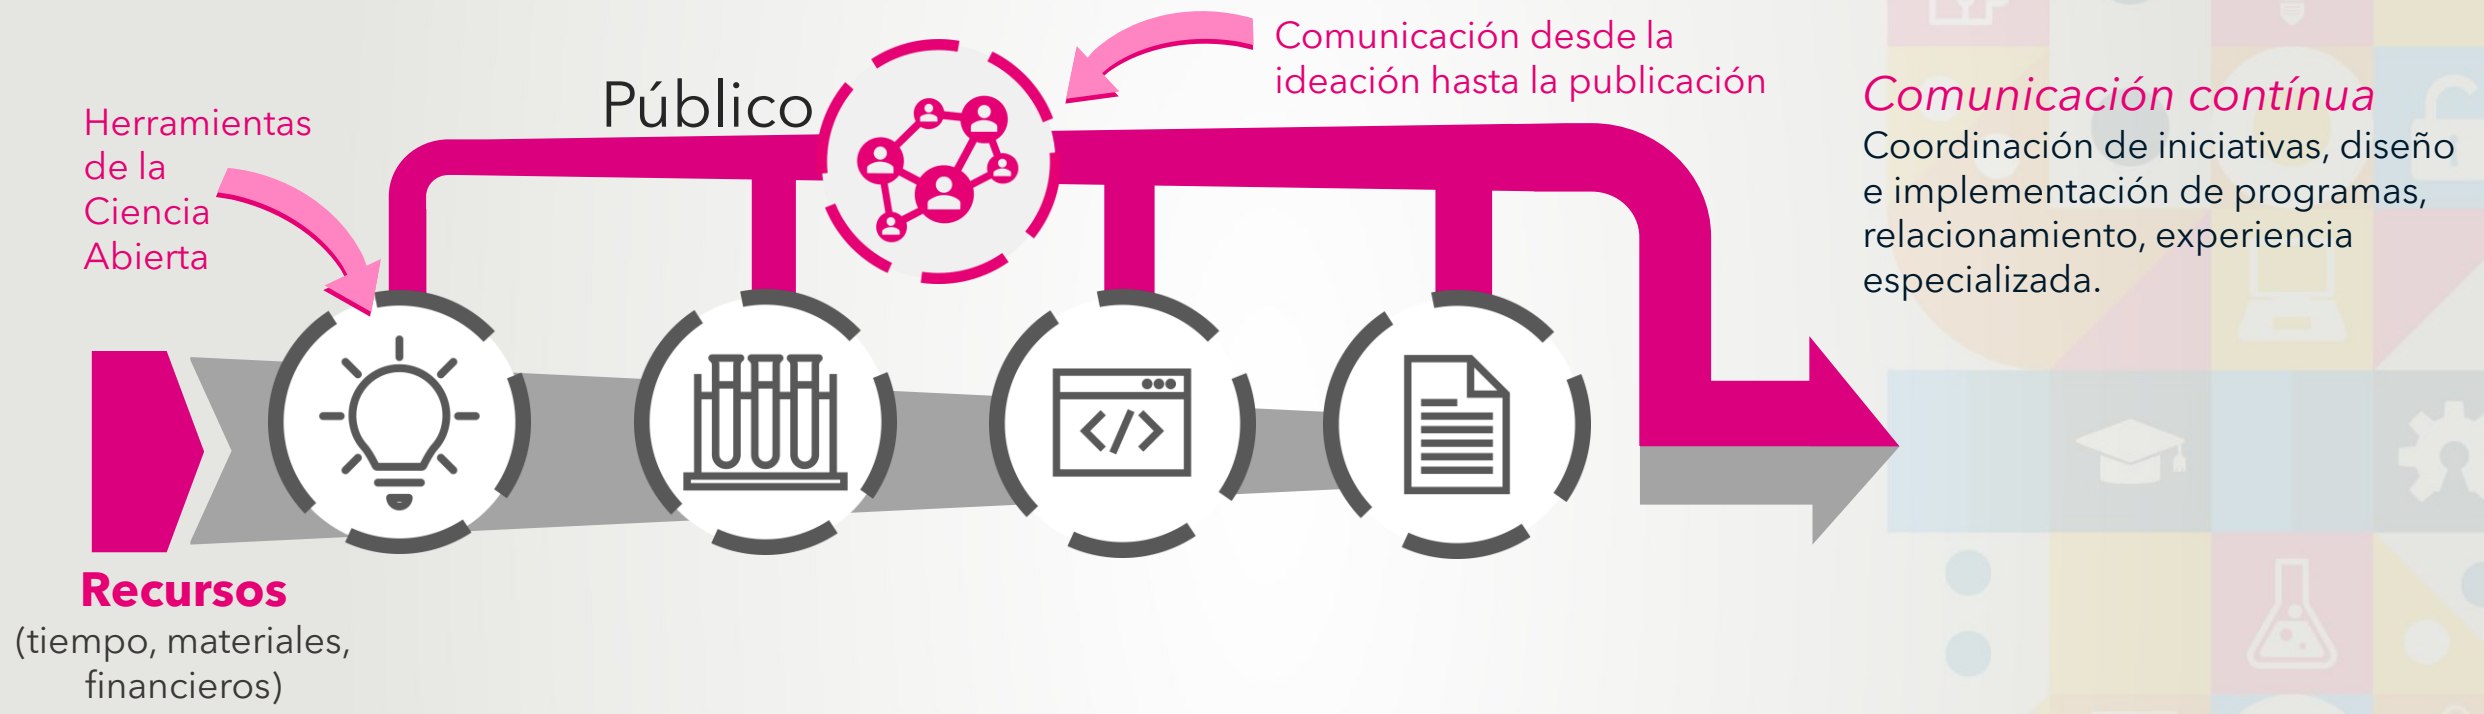 Herramientas
de la
Ciencia
Abierta
Público
Comunicación desde la
ideación hasta la publicación
Comunicación contínua
Coordinación de iniciativas, diseño
e implementación de programas,
relacionamiento, experiencia
especializada.
</>
Recursos
(tiempo, materiales,
financieros)